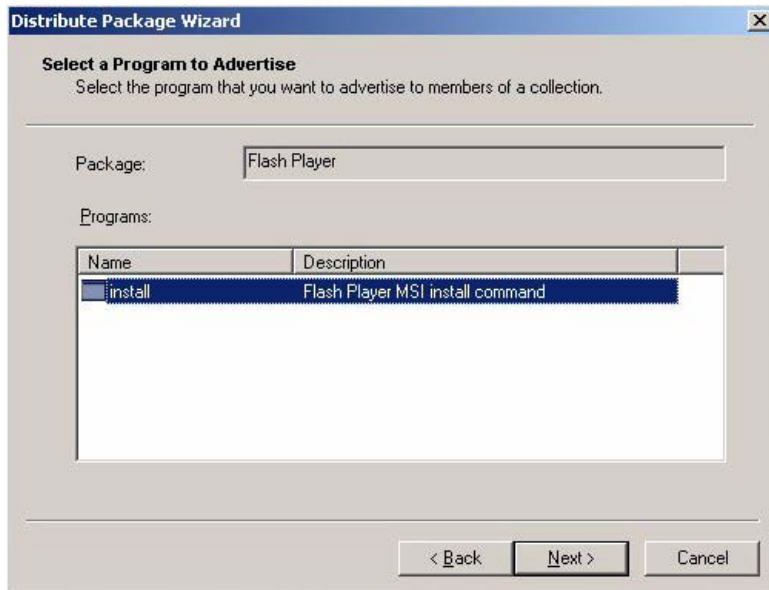 Distribute Package Wizard
Select a Program to Advertise
Select the program that you want to advertise to members of a collection.
Package: Flash Player
Programs:
Name Description
install Flash Player MSI install command
< Back Next > Cancel